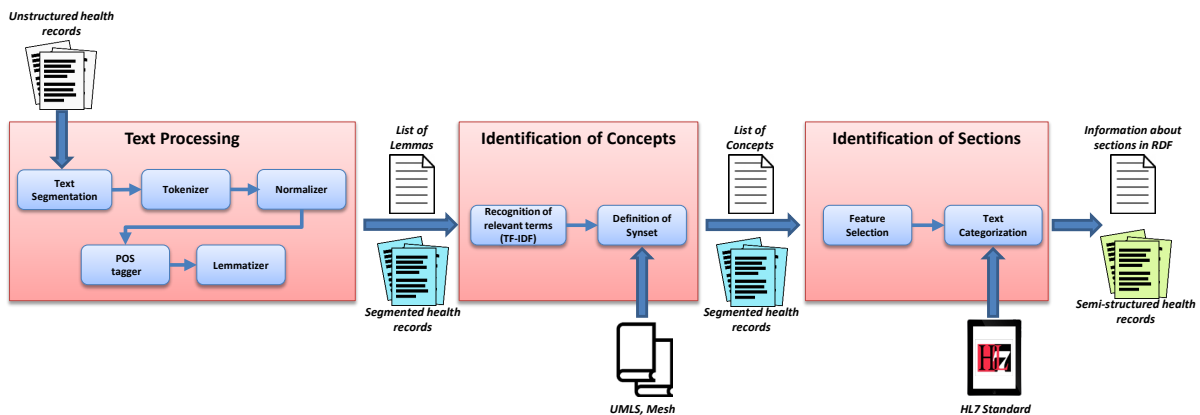 Unstructured health
records
Text Processing
Text
Segmentation
Tokenizer
Normalizer
POS
tagger
Lemmatizer
List of
Lemmas
Segmented health
records
Identification of Concepts
Recognition of
relevant terms
(TF-IDF)
Definition of
Synset
UMLS, Mesh
List of
Concepts
Segmented health
records
Identification of Sections
Feature
Selection
Text
Categorization
HL7
HL7 Standard
Information about
sections in RDF
Semi-structured health
records